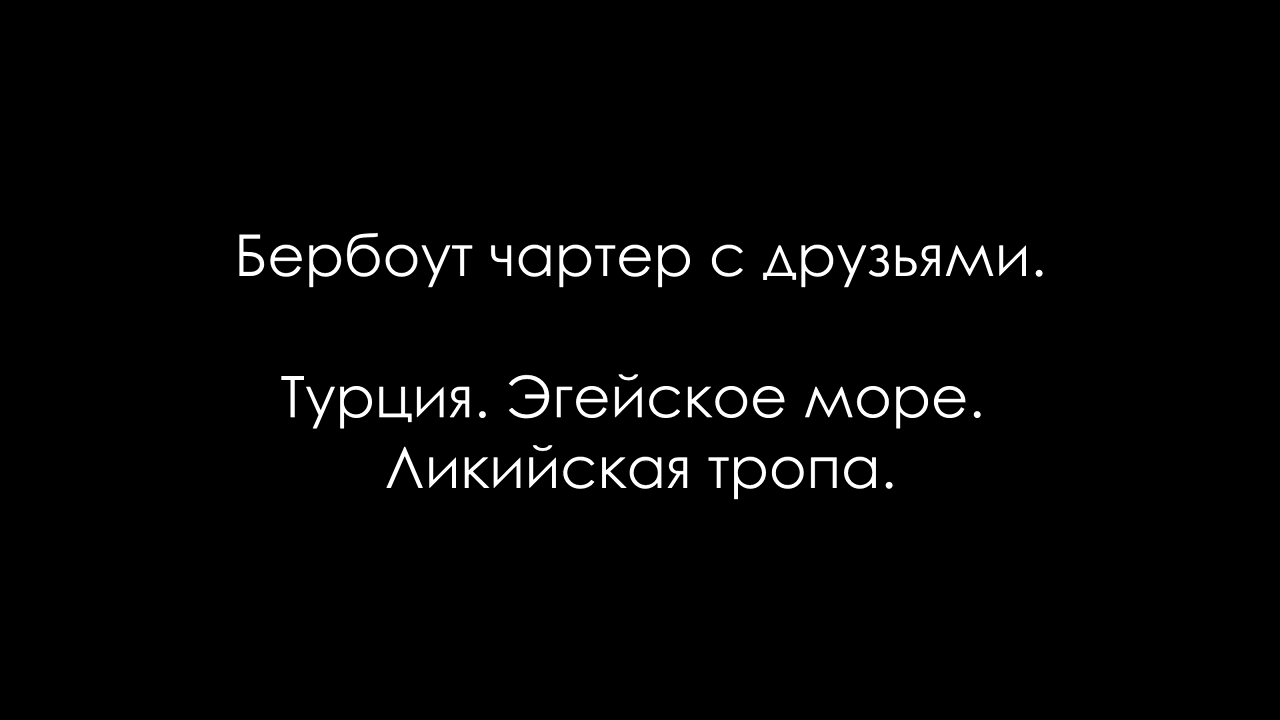 Бербоут чартер с друзьями.
Турция. Эгейское море.
Ликийская тропа.